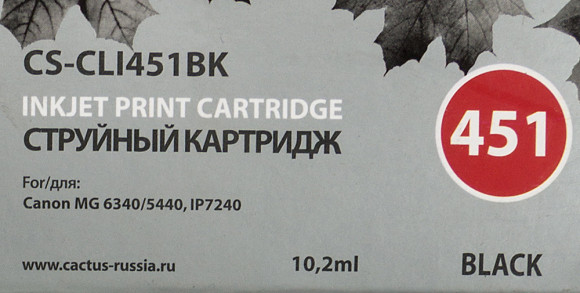 CS-CLI451BK
INKJET PRINT CARTRIDGE
СТРУЙНЫЙ КАРТРИДЖ
451
For/для:
Canon MG 6340/5440, IP7240
www.cactus-russia.ru
10,2ml
BLACK